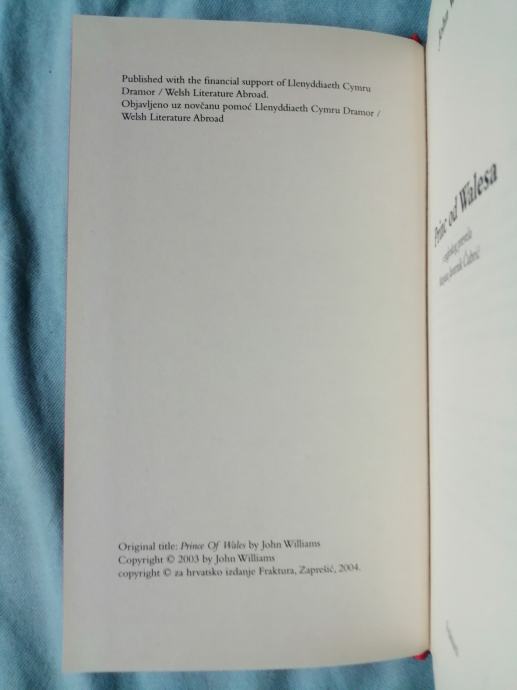 Published with the financial support of Llenyddiaeth Cymru
Dramor / Welsh Literature Abroad.
Objavljeno uz novčanu pomoć Llenyddiaeth Cymru Dramor /
Welsh Literature Abroad
Original title: Prince Of Wales by John Williams
Copyright © 2003 by John Williams
copyright © za hrvatsko izdanje Fraktura, Zaprešić, 2004.
John
Princ od Walesa